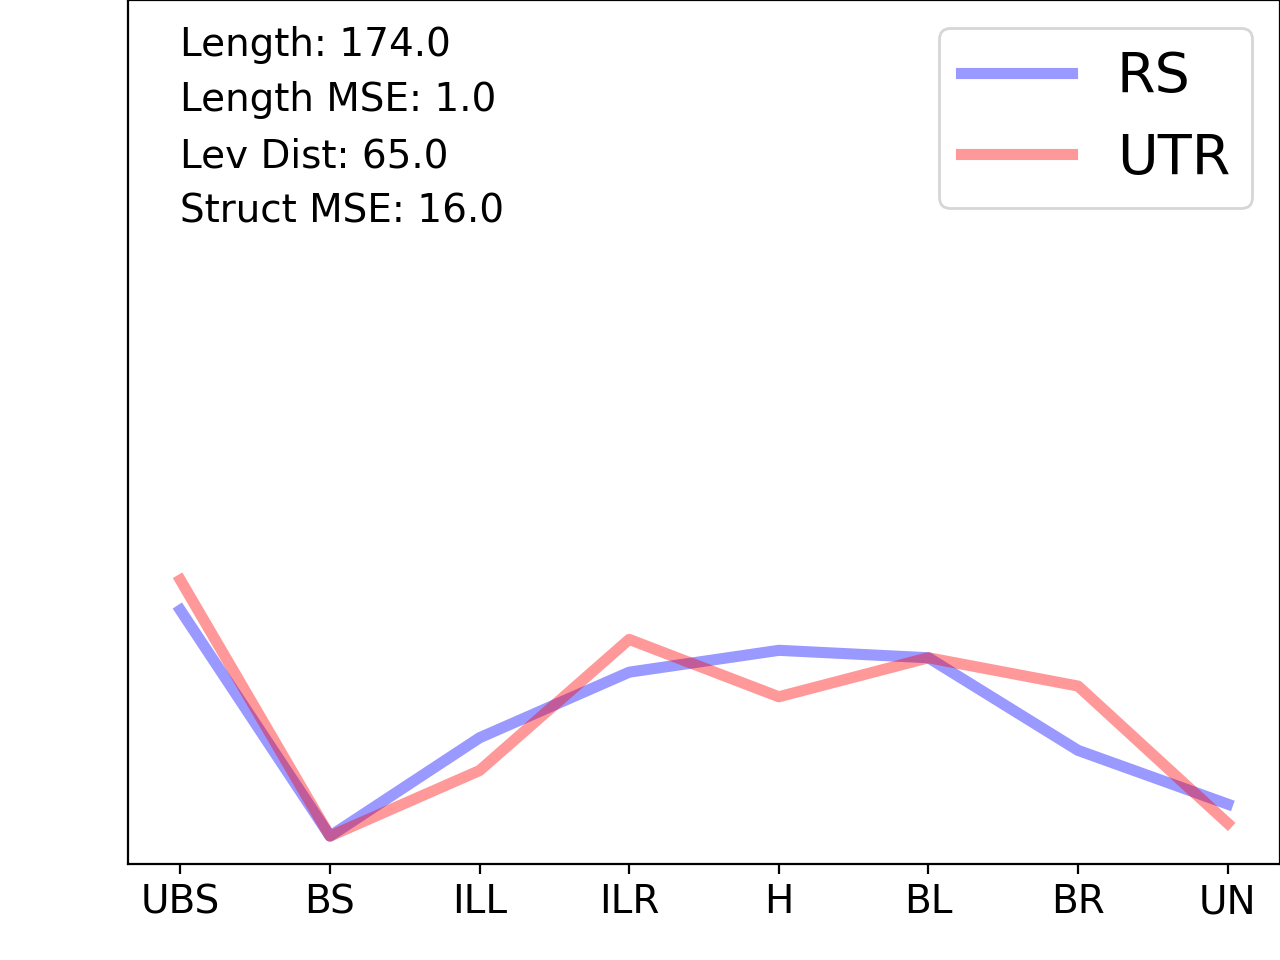 Length: 174.0
Length MSE: 1.0
Lev Dist: 65.0
Struct MSE: 16.0
RS
UTR
UBS BS ILL ILR H BL BR UN